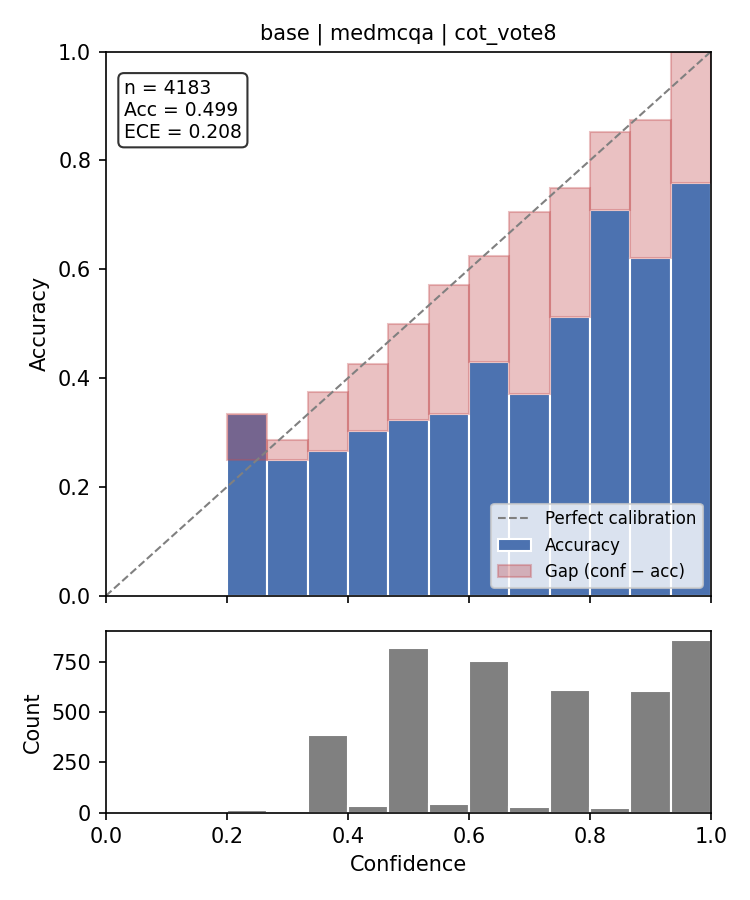 base | medmcqa | cot_vote8
1.0
0.8
0.6
0.4
0.2
0.0
Accuracy
n = 4183
Acc = 0.499
ECE = 0.208
Perfect calibration
Accuracy
Gap (conf − acc)
750
500
250
0
Count
0.0 0.2 0.4 0.6 0.8 1.0
Confidence